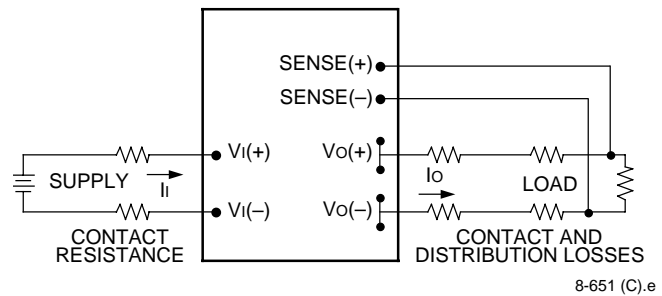 SENSE(+)
SENSE(–)
VI(+) VO(+)
SUPPLY II IO LOAD
VI(–) VO(–)
CONTACT RESISTANCE
CONTACT AND DISTRIBUTION LOSSES
8-651 (C).e